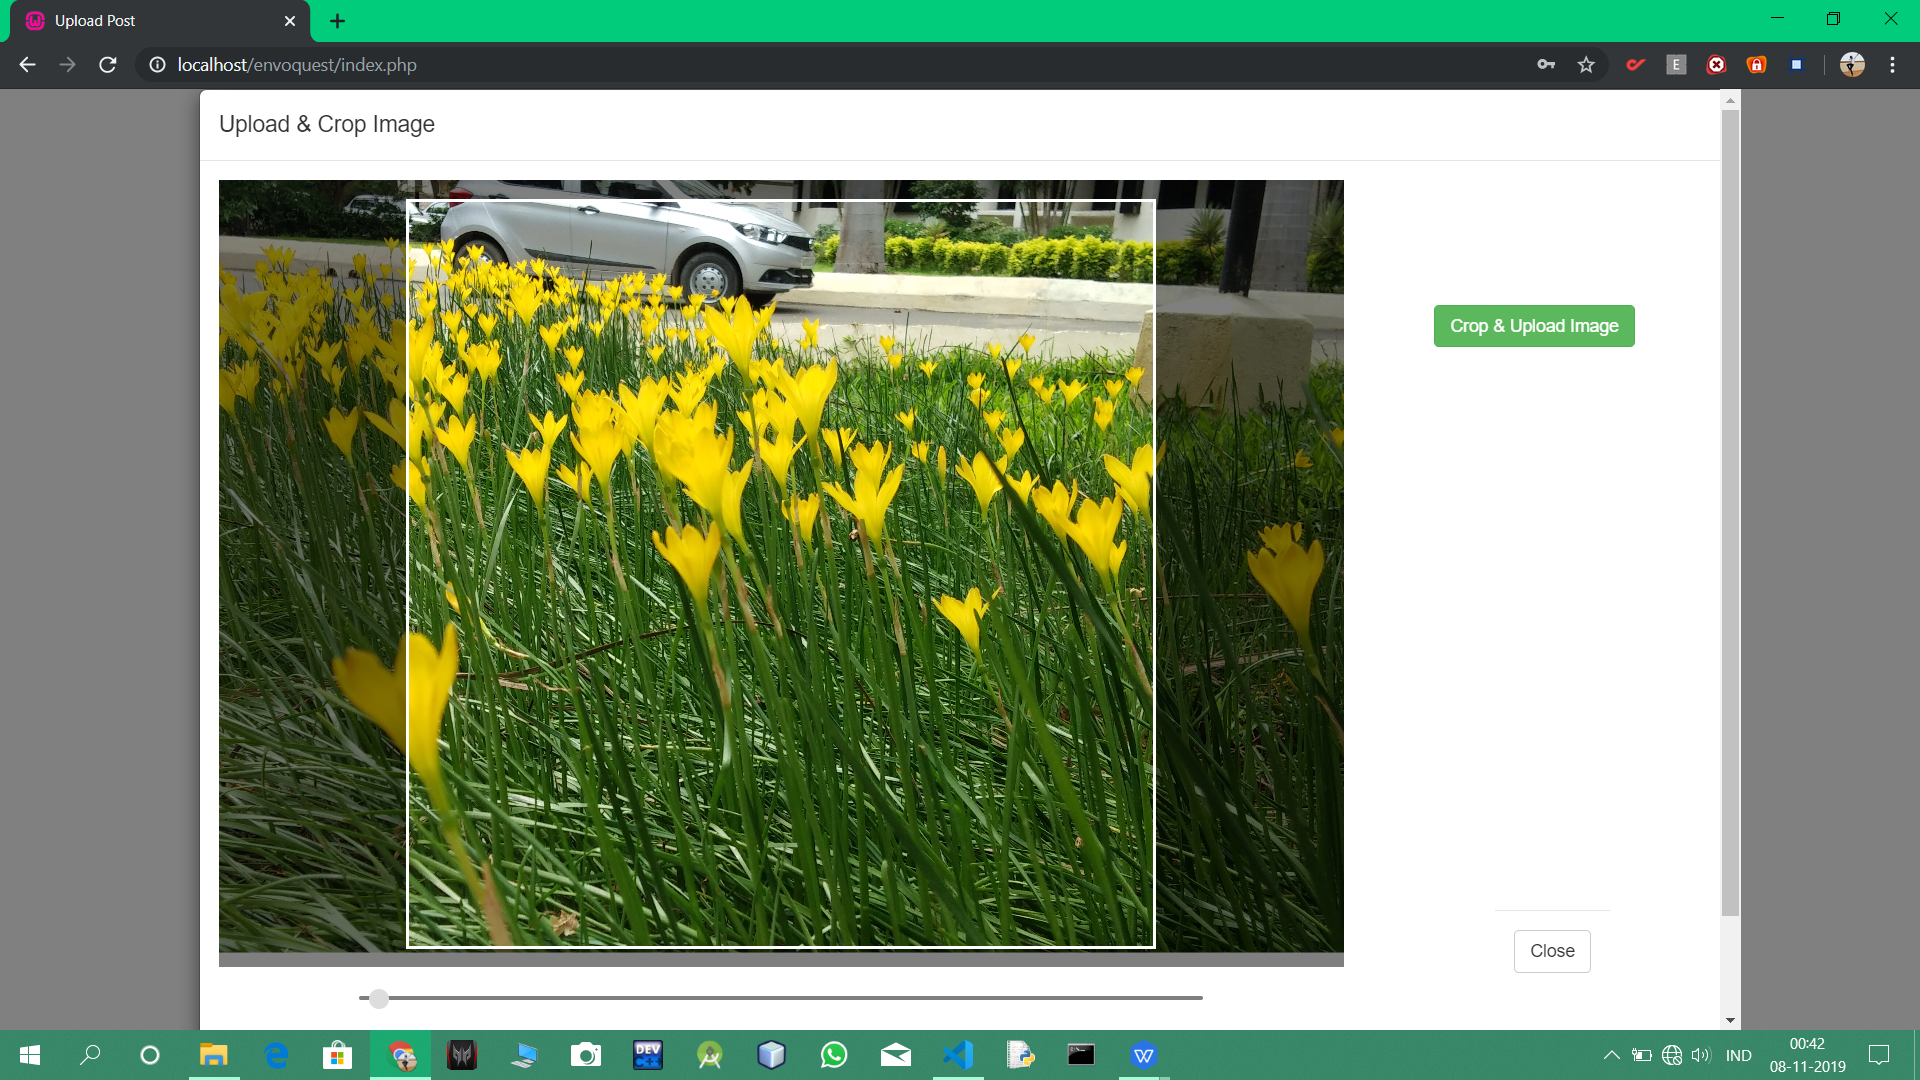 Upload Post
localhost/envoquest/index.php
E
Upload & Crop Image
Crop & Upload Image
Close
DEV
C++
W
IND
00:42
08-11-2019